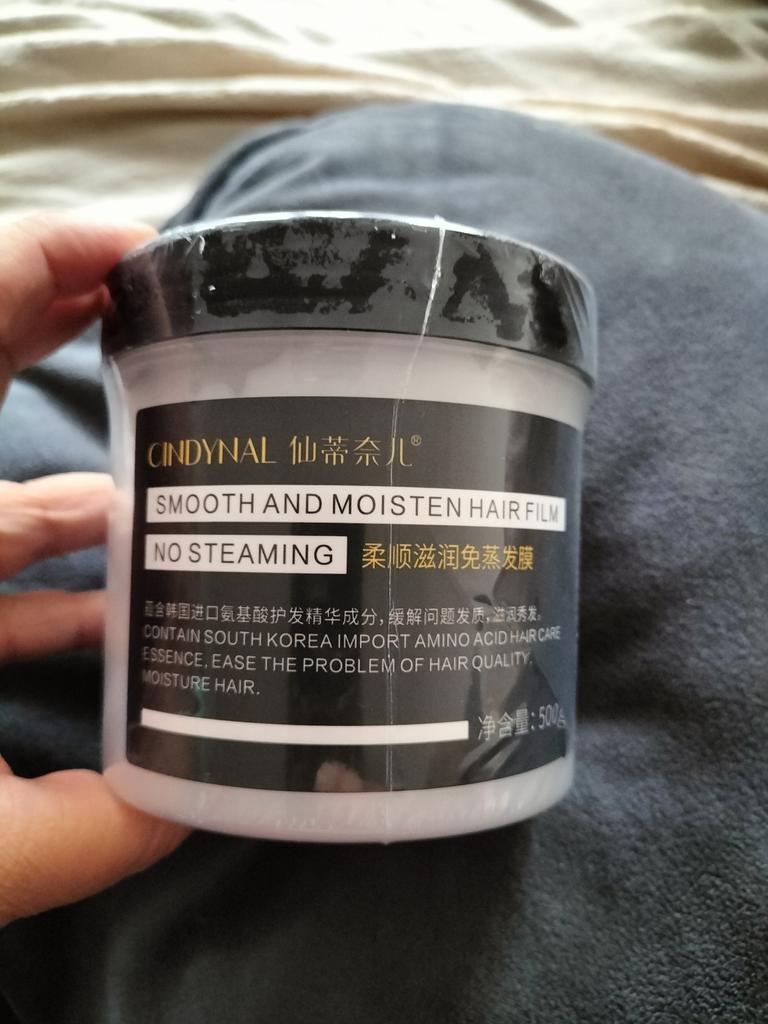 CINDYNAL 仙蒂奈儿®
SMOOTH AND MOISTEN HAIR FILM
NO STEAMING 柔顺滋润免蒸发膜
蕴含韩国进口氨基酸护发精华成分,缓解问题发质,滋润秀发。
CONTAIN SOUTH KOREA IMPORT AMINO ACID HAIR CARE
ESSENCE, EASE THE PROBLEM OF HAIR QUALITY,
MOISTURE HAIR.
净含量:500g